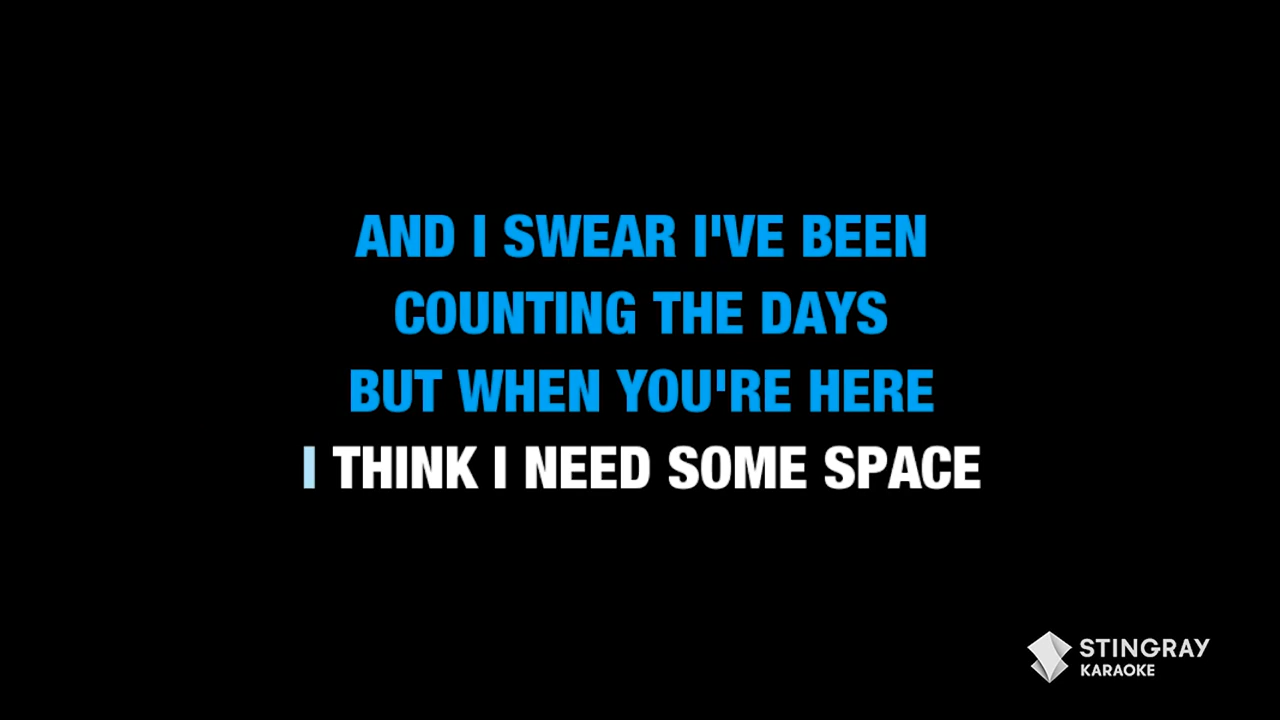 AND I SWEAR I'VE BEEN
COUNTING THE DAYS
BUT WHEN YOU'RE HERE
I THINK I NEED SOME SPACE
STINGRAY
KARAOKE